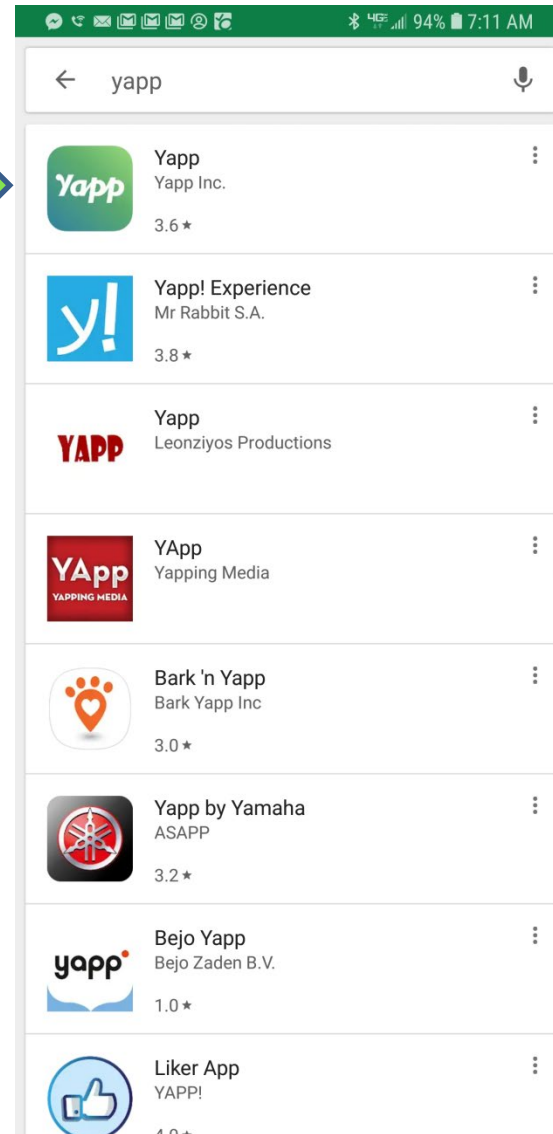 4GE 94% 7:11 AM
yapp
Yapp
Yapp
Yapp Inc.
3.6★
y!
Yapp! Experience
Mr Rabbit S.A.
3.8★
YAPP
Yapp
Leonziyos Productions
YApp
YAPPING MEDIA
YApp
Yapping Media
Bark 'n Yapp
Bark Yapp Inc
3.0★
Yapp by Yamaha
ASAPP
3.2★
yapp
Bejo Yapp
Bejo Zaden B.V.
1.0★
Liker App
YAPP!